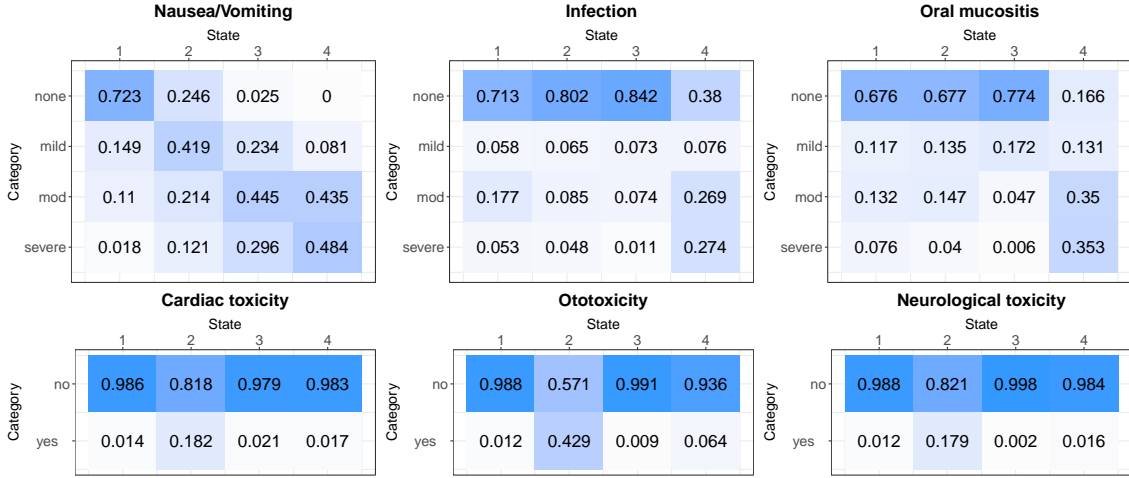 Nausea/Vomiting
State
1 2 3 4
Category
none 0.723 0.246 0.025 0
mild 0.149 0.419 0.234 0.081
mod 0.11 0.214 0.445 0.435
severe 0.018 0.121 0.296 0.484
Infection
State
1 2 3 4
Category
none 0.713 0.802 0.842 0.38
mild 0.058 0.065 0.073 0.076
mod 0.177 0.085 0.074 0.269
severe 0.053 0.048 0.011 0.274
Oral mucositis
State
1 2 3 4
Category
none 0.676 0.677 0.774 0.166
mild 0.117 0.135 0.172 0.131
mod 0.132 0.147 0.047 0.35
severe 0.076 0.04 0.006 0.353
Cardiac toxicity
State
1 2 3 4
Category
no 0.986 0.818 0.979 0.983
yes 0.014 0.182 0.021 0.017
Ototoxicity
State
1 2 3 4
Category
no 0.988 0.571 0.991 0.936
yes 0.012 0.429 0.009 0.064
Neurological toxicity
State
1 2 3 4
Category
no 0.988 0.821 0.998 0.984
yes 0.012 0.179 0.002 0.016